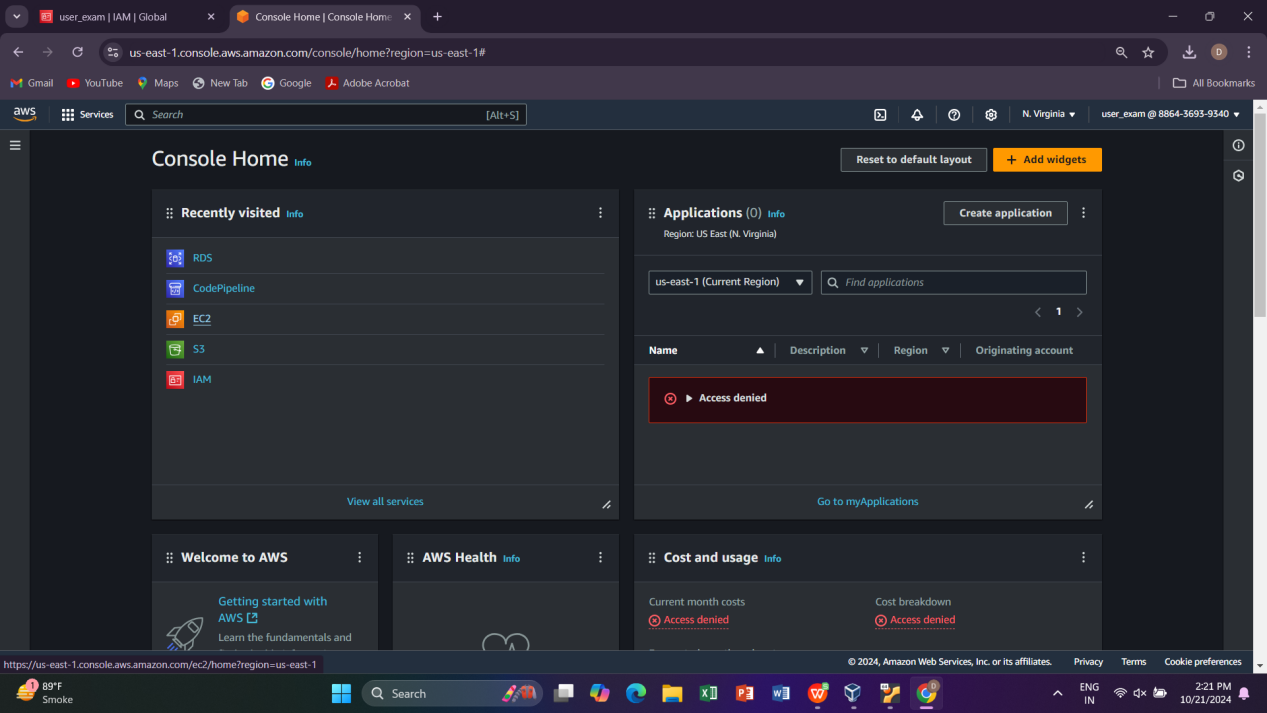 user_exam | IAM | Global
Console Home | Console Home
us-east-1.console.aws.amazon.com/console/home?region=us-east-1#
Gmail
YouTube
Maps
New Tab
Google
Adobe Acrobat
All Bookmarks
aws
Services
Search
[Alt+S]
N. Virginia
user_exam @ 8864-3693-9340
Console Home Info
Reset to default layout
Add widgets
Recently visited Info
RDS
CodePipeline
EC2
S3
IAM
View all services
Applications (0) Info
Region: US East (N. Virginia)
Create application
us-east-1 (Current Region)
Find applications
1
Name
Description
Region
Originating account
Access denied
Go to myApplications
Welcome to AWS
Getting started with
AWS
Learn the fundamentals and
AWS Health Info
Cost and usage Info
Current month costs
Access denied
Cost breakdown
Access denied
https://us-east-1.console.aws.amazon.com/ec2/home?region=us-east-1
© 2024, Amazon Web Services, Inc. or its affiliates.
Privacy
Terms
Cookie preferences
1
89°F
Smoke
Search
ENG
IN
2:21 PM
10/21/2024